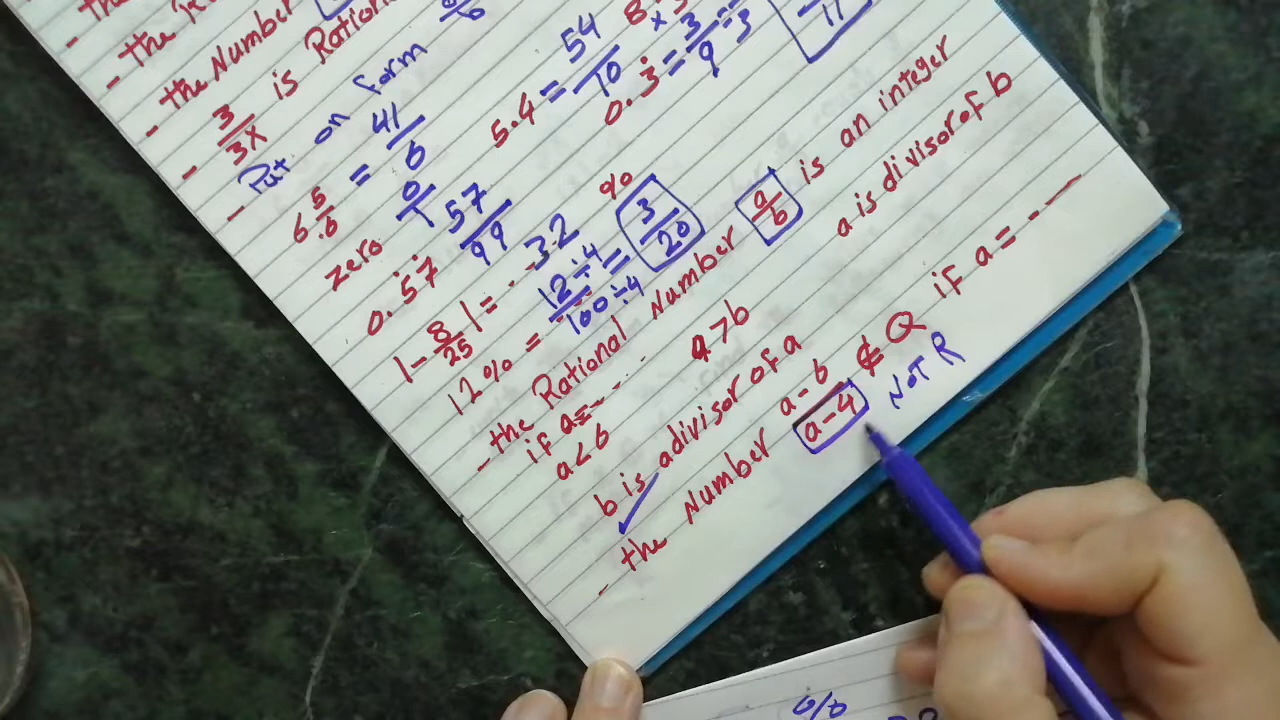 - the Number
- 3/3x is Ration
- Put on form a/b
6 5/6 = 41/6
5.4 = 54/10
zero 0/1
0.3̇ = 3/9 = 1/3
0.5̇7̇ 57/99
|-8/25| = 3.2 %
12% = 12÷4/100÷4 = 3/20
- the Rational Number a/b is an integer
if a=-- ---
a<b a>b
a is divisor of b
b is adivisor of a
- the Number a-b/a-4 ∉ Q if a = ---
NOT R